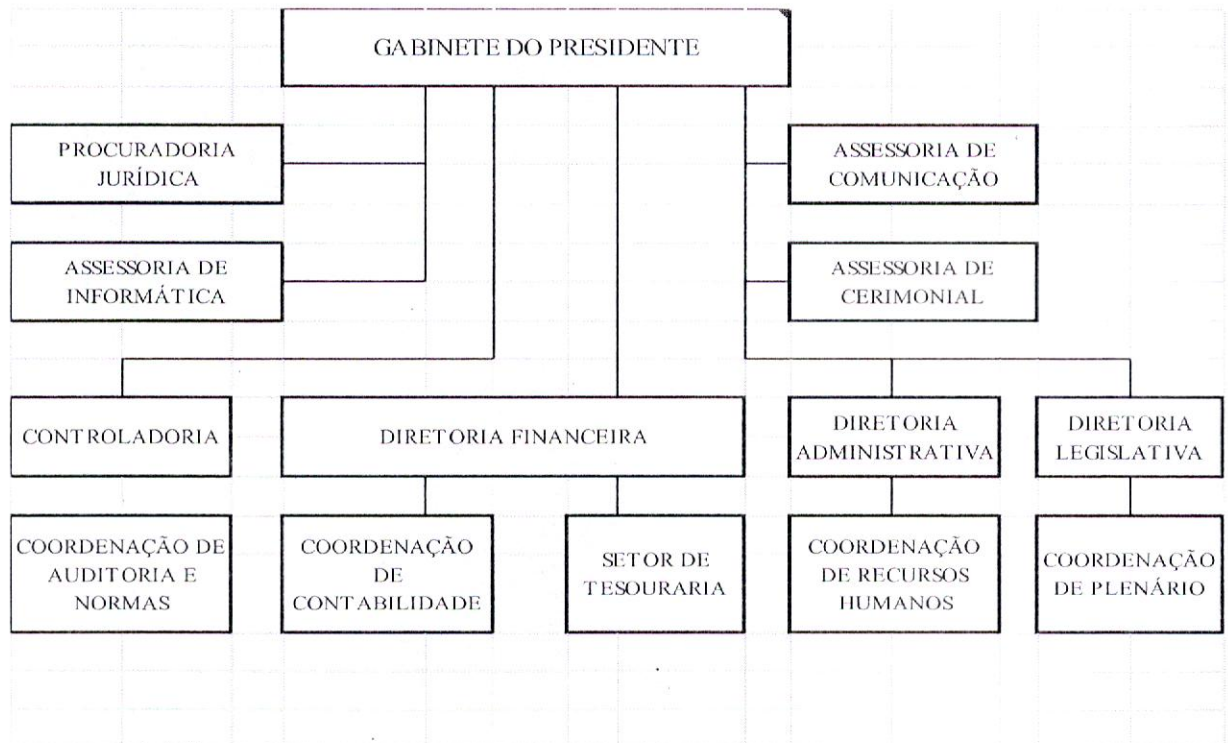 GABINETE DO PRESIDENTE
PROCURADORIA
JURÍDICA
ASSESSORIA DE
COMUNICAÇÃO
ASSESSORIA DE
INFORMÁTICA
ASSESSORIA DE
CERIMONIAL
CONTROLADORIA
DIRETORIA FINANCEIRA
DIRETORIA
ADMINISTRATIVA
DIRETORIA
LEGISLATIVA
COORDENAÇÃO DE
AUDITORIA E
NORMAS
COORDENAÇÃO
DE
CONTABILIDADE
SETOR DE
TESOURARIA
COORDENAÇÃO
DE RECURSOS
HUMANOS
COORDENAÇÃO
DE PLENÁRIO